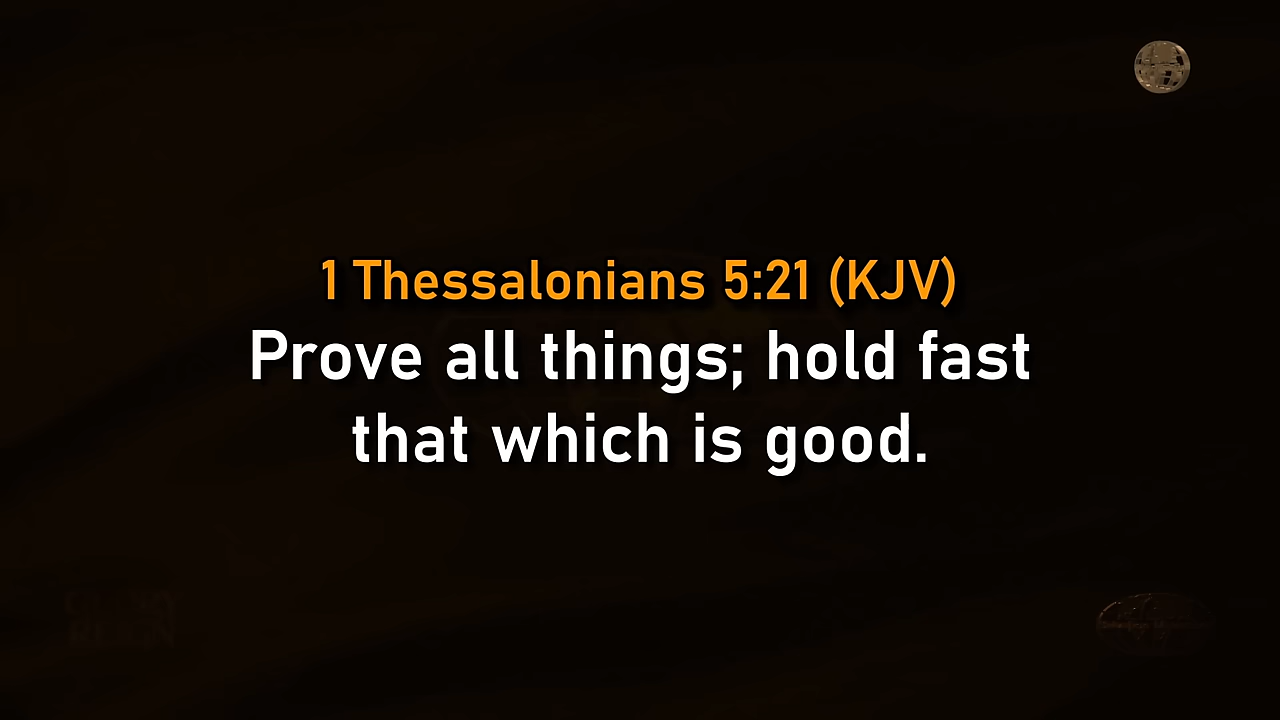 1 Thessalonians 5:21 (KJV)
Prove all things; hold fast
that which is good.